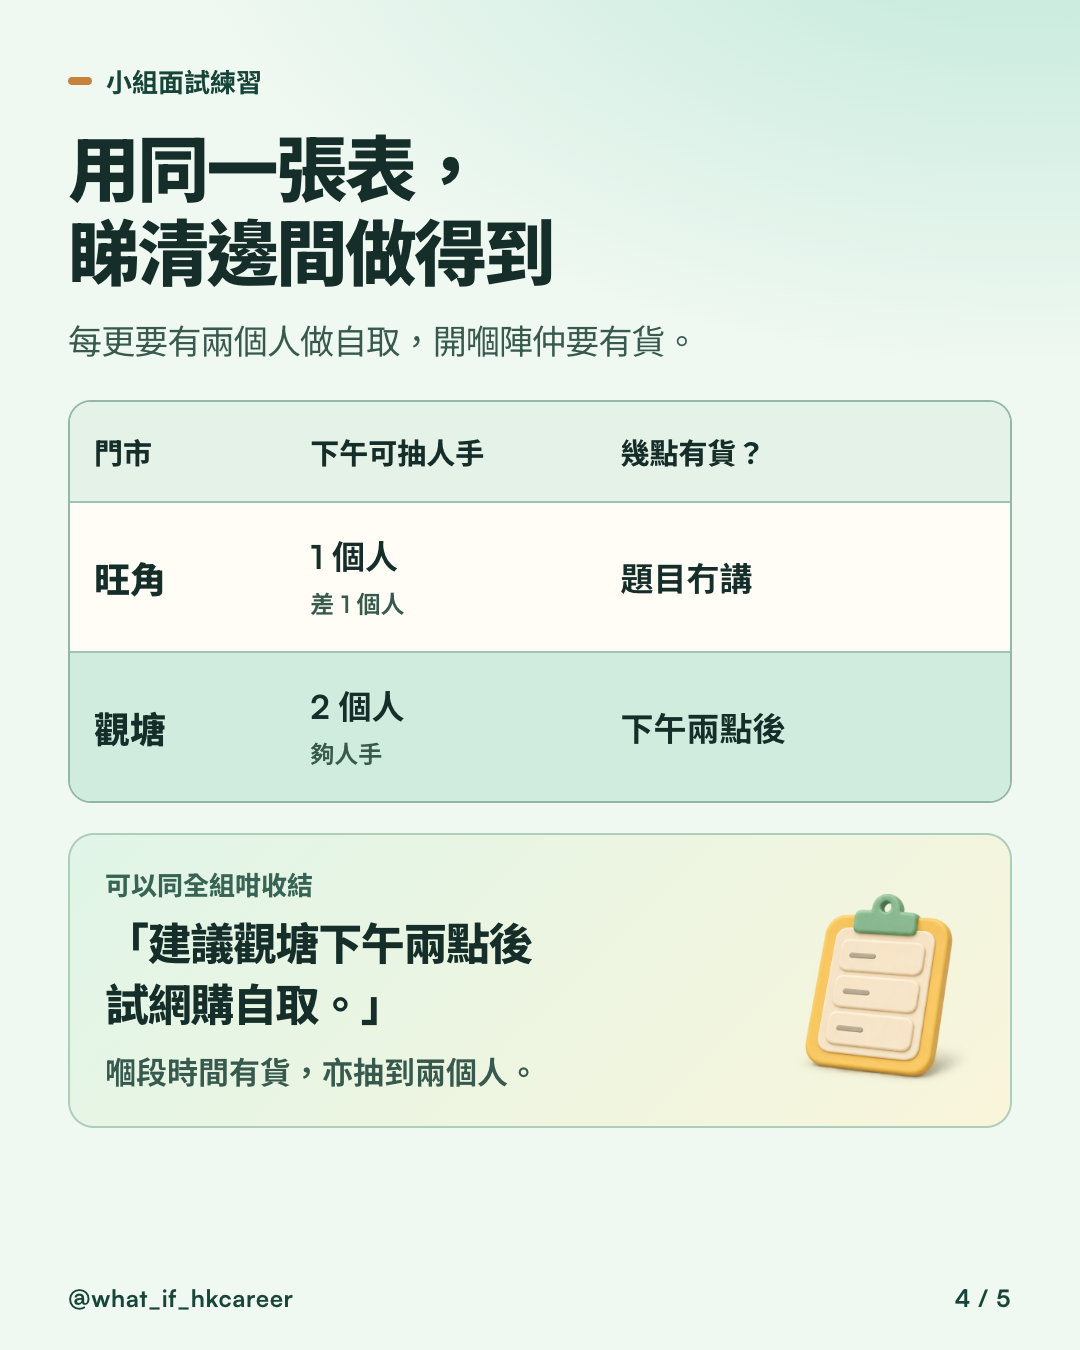 小組面試練習
用同一張表，
睇清邊間做得到
每更要有兩個人做自取，開嗰陣仲要有貨。
門市
下午可抽人手
幾點有貨？
旺角
1 個人
差 1 個人
題目冇講
觀塘
2 個人
夠人手
下午兩點後
可以同全組咁收結
「建議觀塘下午兩點後
試網購自取。」
嗰段時間有貨，亦抽到兩個人。
@what_if_hkcareer
4 / 5